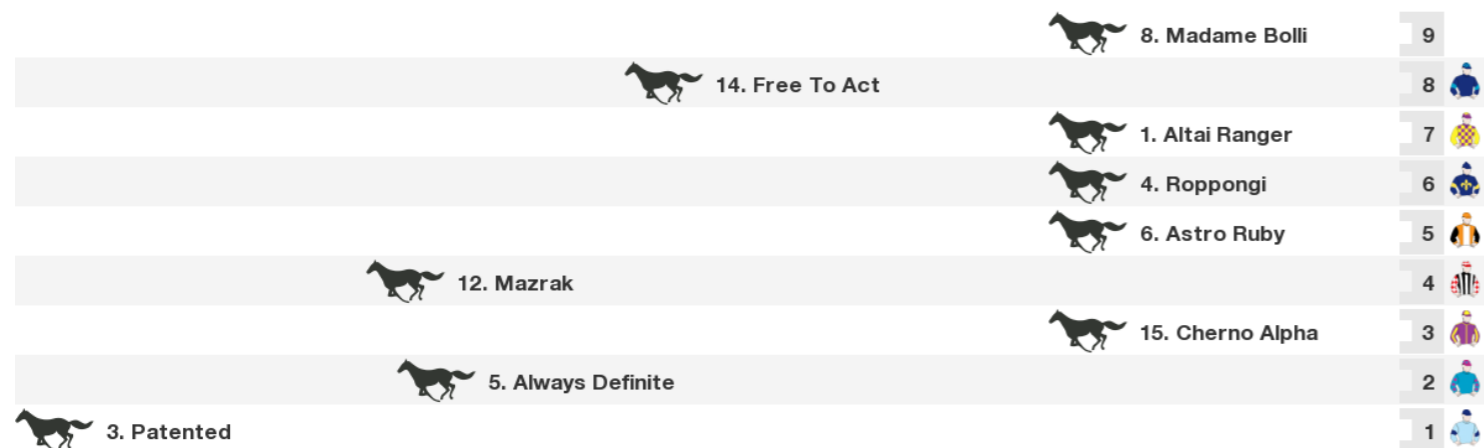 8. Madame Bolli 9
14. Free To Act 8
1. Altai Ranger 7
4. Roppongi 6
6. Astro Ruby 5
12. Mazrak 4
15. Cherno Alpha 3
5. Always Definite 2
3. Patented 1